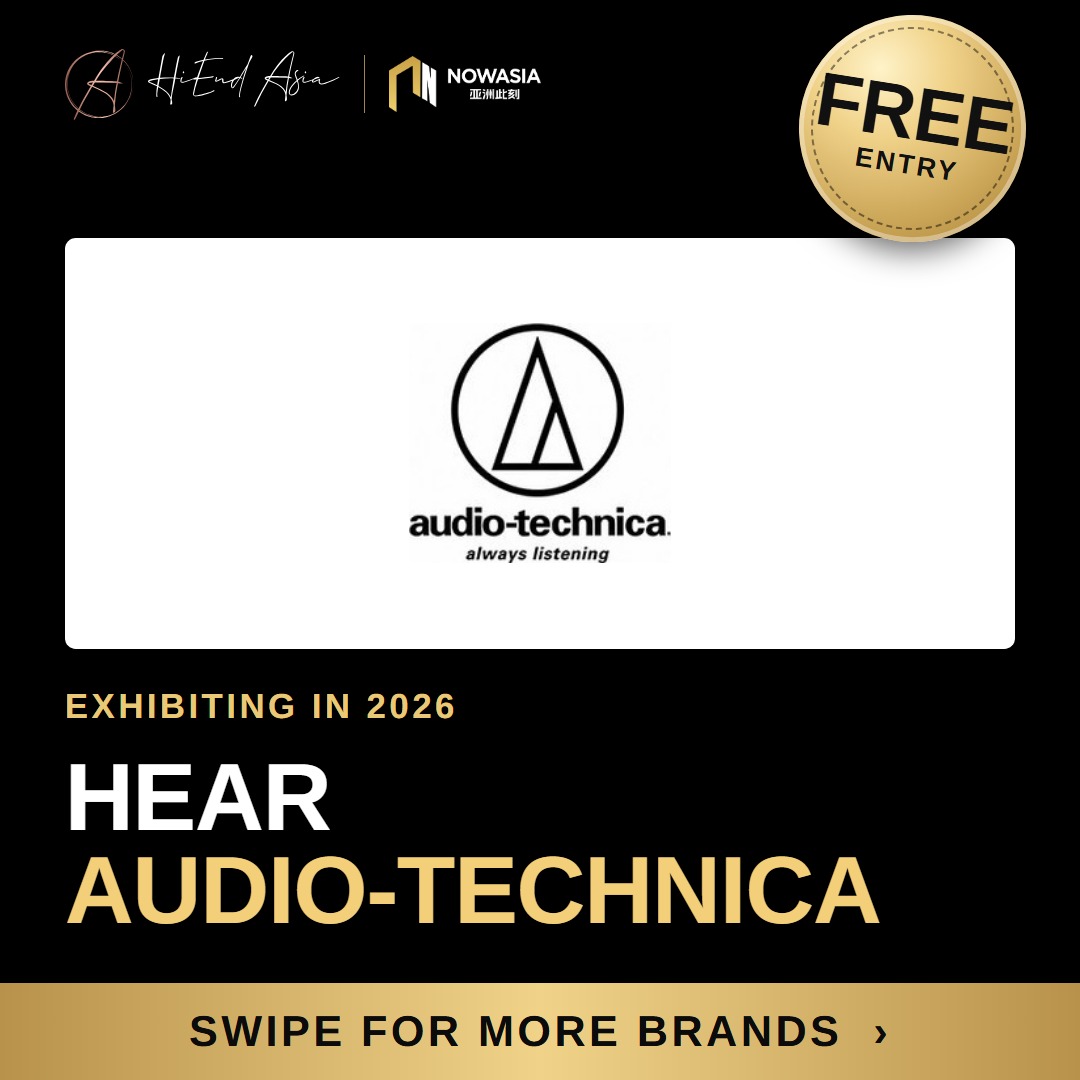 HiEnd Asia
NOWASIA
亚洲此刻
FREE
ENTRY
audio-technica.
always listening
EXHIBITING IN 2026
HEAR
AUDIO-TECHNICA
SWIPE FOR MORE BRANDS ›